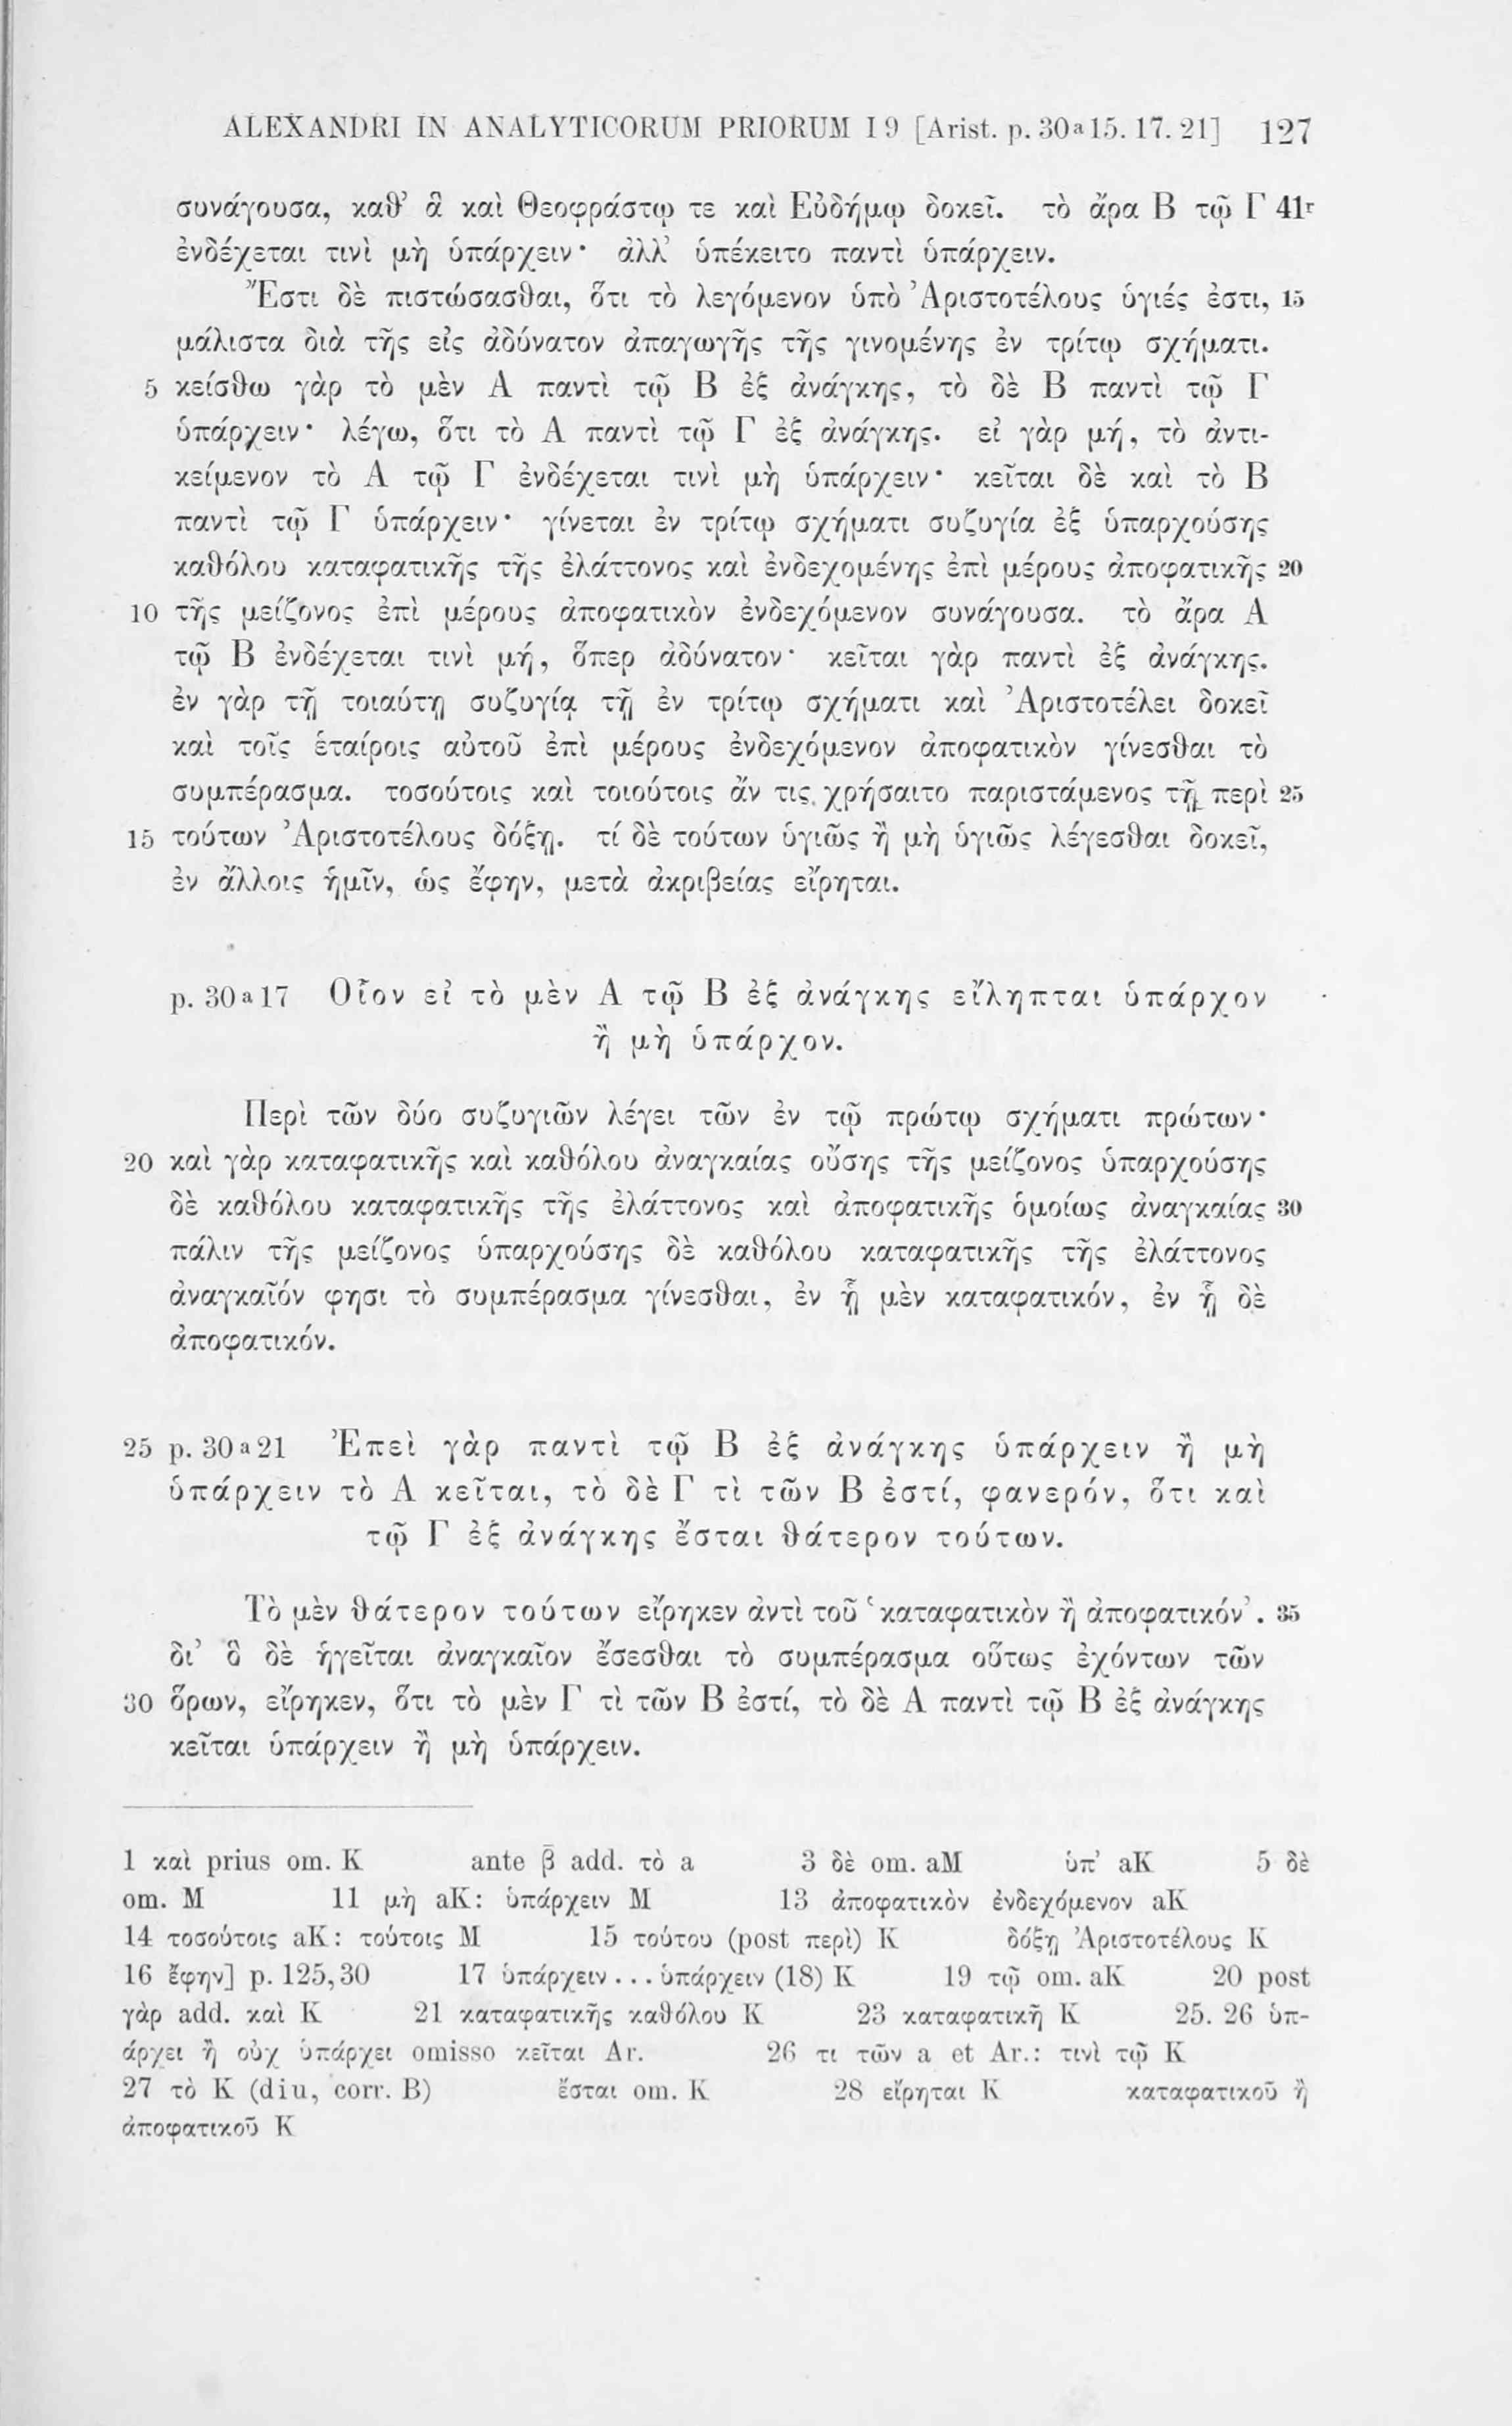 ALEXANDRI IN ANALYTICORUM PRIORUM I 9 [Arist. p. 30ª15. 17. 21] 127
συνάγουσα, καθ’ ἃ καὶ Θεοφράστῳ τε καὶ Εὐδήμῳ δοκεῖ. τὸ ἄρα Β τῷ Γ 41ʳ
ἐνδέχεται τινὶ μὴ ὑπάρχειν· ἀλλ’ ὑπέκειτο παντὶ ὑπάρχειν.
Ἔστι δὲ πιστώσασθαι, ὅτι τὸ λεγόμενον ὑπὸ Ἀριστοτέλους ὑγιές ἐστι, 15
μάλιστα διὰ τῆς εἰς ἀδύνατον ἀπαγωγῆς τῆς γινομένης ἐν τρίτῳ σχήματι.
5 κείσθω γὰρ τὸ μὲν Α παντὶ τῷ Β ἐξ ἀνάγκης, τὸ δὲ Β παντὶ τῷ Γ
ὑπάρχειν· λέγω, ὅτι τὸ Α παντὶ τῷ Γ ἐξ ἀνάγκης. εἰ γὰρ μή, τὸ ἀντι-
κείμενον τὸ Α τῷ Γ ἐνδέχεται τινὶ μὴ ὑπάρχειν· κεῖται δὲ καὶ τὸ Β
παντὶ τῷ Γ ὑπάρχειν· γίνεται ἐν τρίτῳ σχήματι συζυγία ἐξ ὑπαρχούσης
καθόλου καταφατικῆς τῆς ἐλάττονος καὶ ἐνδεχομένης ἐπὶ μέρους ἀποφατικῆς 20
10 τῆς μείζονος ἐπὶ μέρους ἀποφατικὸν ἐνδεχόμενον συνάγουσα. τὸ ἄρα Α
τῷ Β ἐνδέχεται τινὶ μή, ὅπερ ἀδύνατον· κεῖται γὰρ παντὶ ἐξ ἀνάγκης.
ἐν γὰρ τῇ τοιαύτῃ συζυγίᾳ τῇ ἐν τρίτῳ σχήματι καὶ Ἀριστοτέλει δοκεῖ
καὶ τοῖς ἑταίροις αὐτοῦ ἐπὶ μέρους ἐνδεχόμενον ἀποφατικὸν γίνεσθαι τὸ
συμπέρασμα. τοσούτοις καὶ τοιούτοις ἄν τις χρήσαιτο παριστάμενος τῇ περὶ 25
15 τούτων Ἀριστοτέλους δόξῃ. τί δὲ τούτων ὑγιῶς ἢ μὴ ὑγιῶς λέγεσθαι δοκεῖ,
ἐν ἄλλοις ἡμῖν, ὡς ἔφην, μετὰ ἀκριβείας εἴρηται.
p. 30ª17 Οἷον εἰ τὸ μὲν Α τῷ Β ἐξ ἀνάγκης εἴληπται ὑπάρχον
ἢ μὴ ὑπάρχον.
Περὶ τῶν δύο συζυγιῶν λέγει τῶν ἐν τῷ πρώτῳ σχήματι πρώτων·
20 καὶ γὰρ καταφατικῆς καὶ καθόλου ἀναγκαίας οὔσης τῆς μείζονος ὑπαρχούσης
δὲ καθόλου καταφατικῆς τῆς ἐλάττονος καὶ ἀποφατικῆς ὁμοίως ἀναγκαίας 30
πάλιν τῆς μείζονος ὑπαρχούσης δὲ καθόλου καταφατικῆς τῆς ἐλάττονος
ἀναγκαῖόν φησι τὸ συμπέρασμα γίνεσθαι, ἐν ᾗ μὲν καταφατικόν, ἐν ᾗ δὲ
ἀποφατικόν.
25 p. 30ª21 Ἐπεὶ γὰρ παντὶ τῷ Β ἐξ ἀνάγκης ὑπάρχειν ἢ μὴ
ὑπάρχειν τὸ Α κεῖται, τὸ δὲ Γ τὶ τῶν Β ἐστί, φανερόν, ὅτι καὶ
τῷ Γ ἐξ ἀνάγκης ἔσται θάτερον τούτων.
Τὸ μὲν θάτερον τούτων εἴρηκεν ἀντὶ τοῦ ‘καταφατικὸν ἢ ἀποφατικόν’. 35
δι’ ὃ δὲ ἡγεῖται ἀναγκαῖον ἔσεσθαι τὸ συμπέρασμα οὕτως ἐχόντων τῶν
30 ὅρων, εἴρηκεν, ὅτι τὸ μὲν Γ τὶ τῶν Β ἐστί, τὸ δὲ Α παντὶ τῷ Β ἐξ ἀνάγκης
κεῖται ὑπάρχειν ἢ μὴ ὑπάρχειν.
1 καὶ prius om. K ante β̄ add. τὸ a 3 δὲ om. aM ὑπ’ aK 5 δὲ
om. M 11 μὴ aK: ὑπάρχειν M 13 ἀποφατικὸν ἐνδεχόμενον aK
14 τοσούτοις aK: τούτοις M 15 τούτου (post περὶ) K δόξῃ Ἀριστοτέλους K
16 ἔφην] p. 125,30 17 ὑπάρχειν...ὑπάρχειν (18) K 19 τῷ om. aK 20 post
γὰρ add. καὶ K 21 καταφατικῆς καθόλου K 23 καταφατικῇ K 25. 26 ὑπ-
άρχει ἢ οὐχ ὑπάρχει omisso κεῖται Ar. 26 τι τῶν a et Ar.: τινὶ τῷ K
27 τὸ K (diu, corr. B) ἔσται om. K 28 εἴρηται K καταφατικοῦ ἢ
ἀποφατικοῦ K